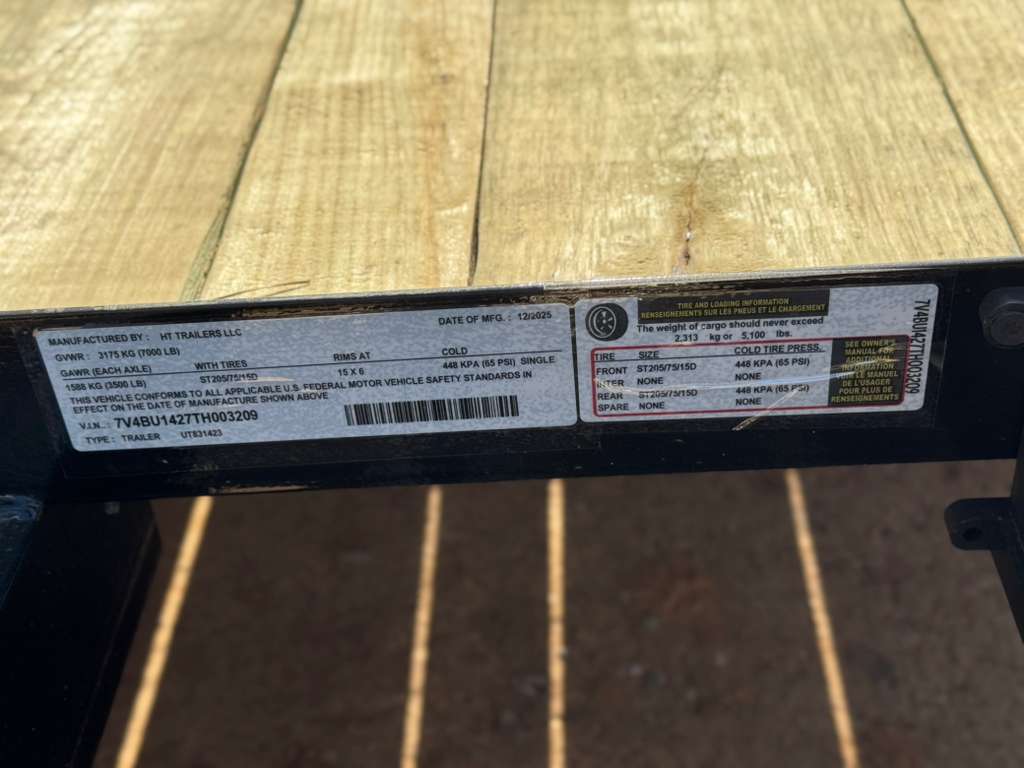 MANUFACTURED BY : HT TRAILERS LLC
DATE OF MFG. : 12/2025
GVWR : 3175 KG (7000 LB)
GAWR (EACH AXLE) WITH TIRES RIMS AT COLD
1588 KG (3500 LB) ST205/75/15D 15 X 6 448 KPA (65 PSI) SINGLE
THIS VEHICLE CONFORMS TO ALL APPLICABLE U.S. FEDERAL MOTOR VEHICLE SAFETY STANDARDS IN
EFFECT ON THE DATE OF MANUFACTURE SHOWN ABOVE
V.I.N.: 7V4BU1427TH003209
TYPE : TRAILER UT831423
TIRE AND LOADING INFORMATION
RENSEIGNEMENTS SUR LES PNEUS ET LE CHARGEMENT
The weight of cargo should never exceed
2,313 kg or 5,100 lbs.
TIRE SIZE COLD TIRE PRESS.
FRONT ST205/75/15D 448 KPA (65 PSI)
INTER NONE NONE
REAR ST205/75/15D 448 KPA (65 PSI)
SPARE NONE NONE
SEE OWNER'S
MANUAL FOR
ADDITIONAL
INFORMATION
VOIR LE MANUEL
DE L'USAGER
POUR PLUS DE
RENSEIGNEMENTS
7V4BU1427TH003209